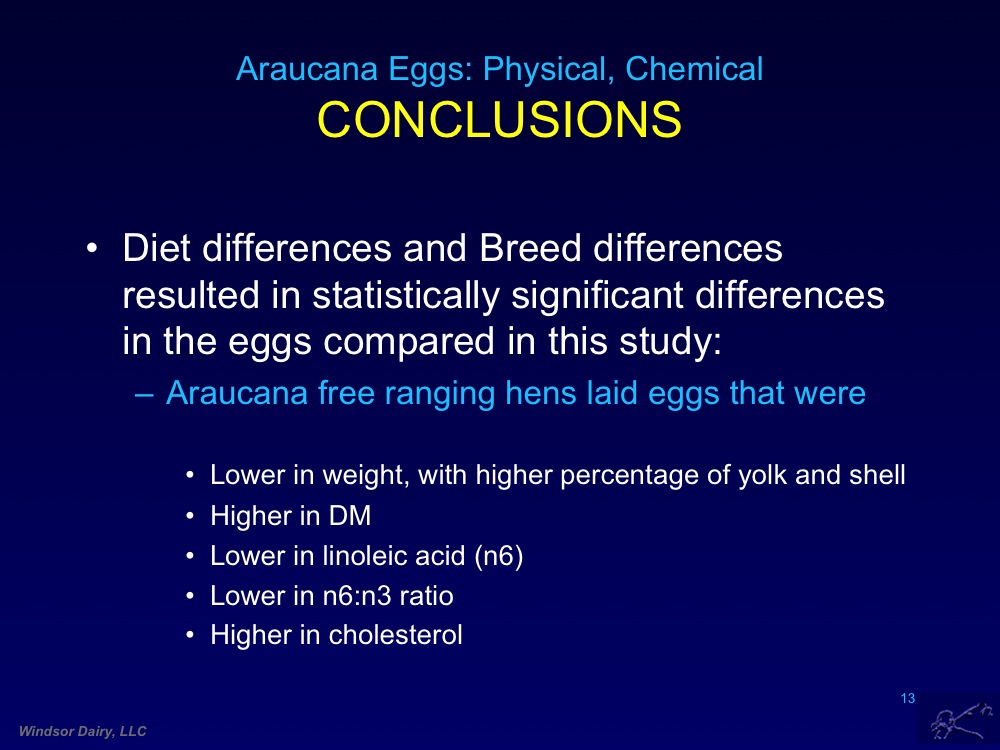 Araucana Eggs: Physical, Chemical
CONCLUSIONS
• Diet differences and Breed differences
resulted in statistically significant differences
in the eggs compared in this study:
– Araucana free ranging hens laid eggs that were
• Lower in weight, with higher percentage of yolk and shell
• Higher in DM
• Lower in linoleic acid (n6)
• Lower in n6:n3 ratio
• Higher in cholesterol
13
Windsor Dairy, LLC